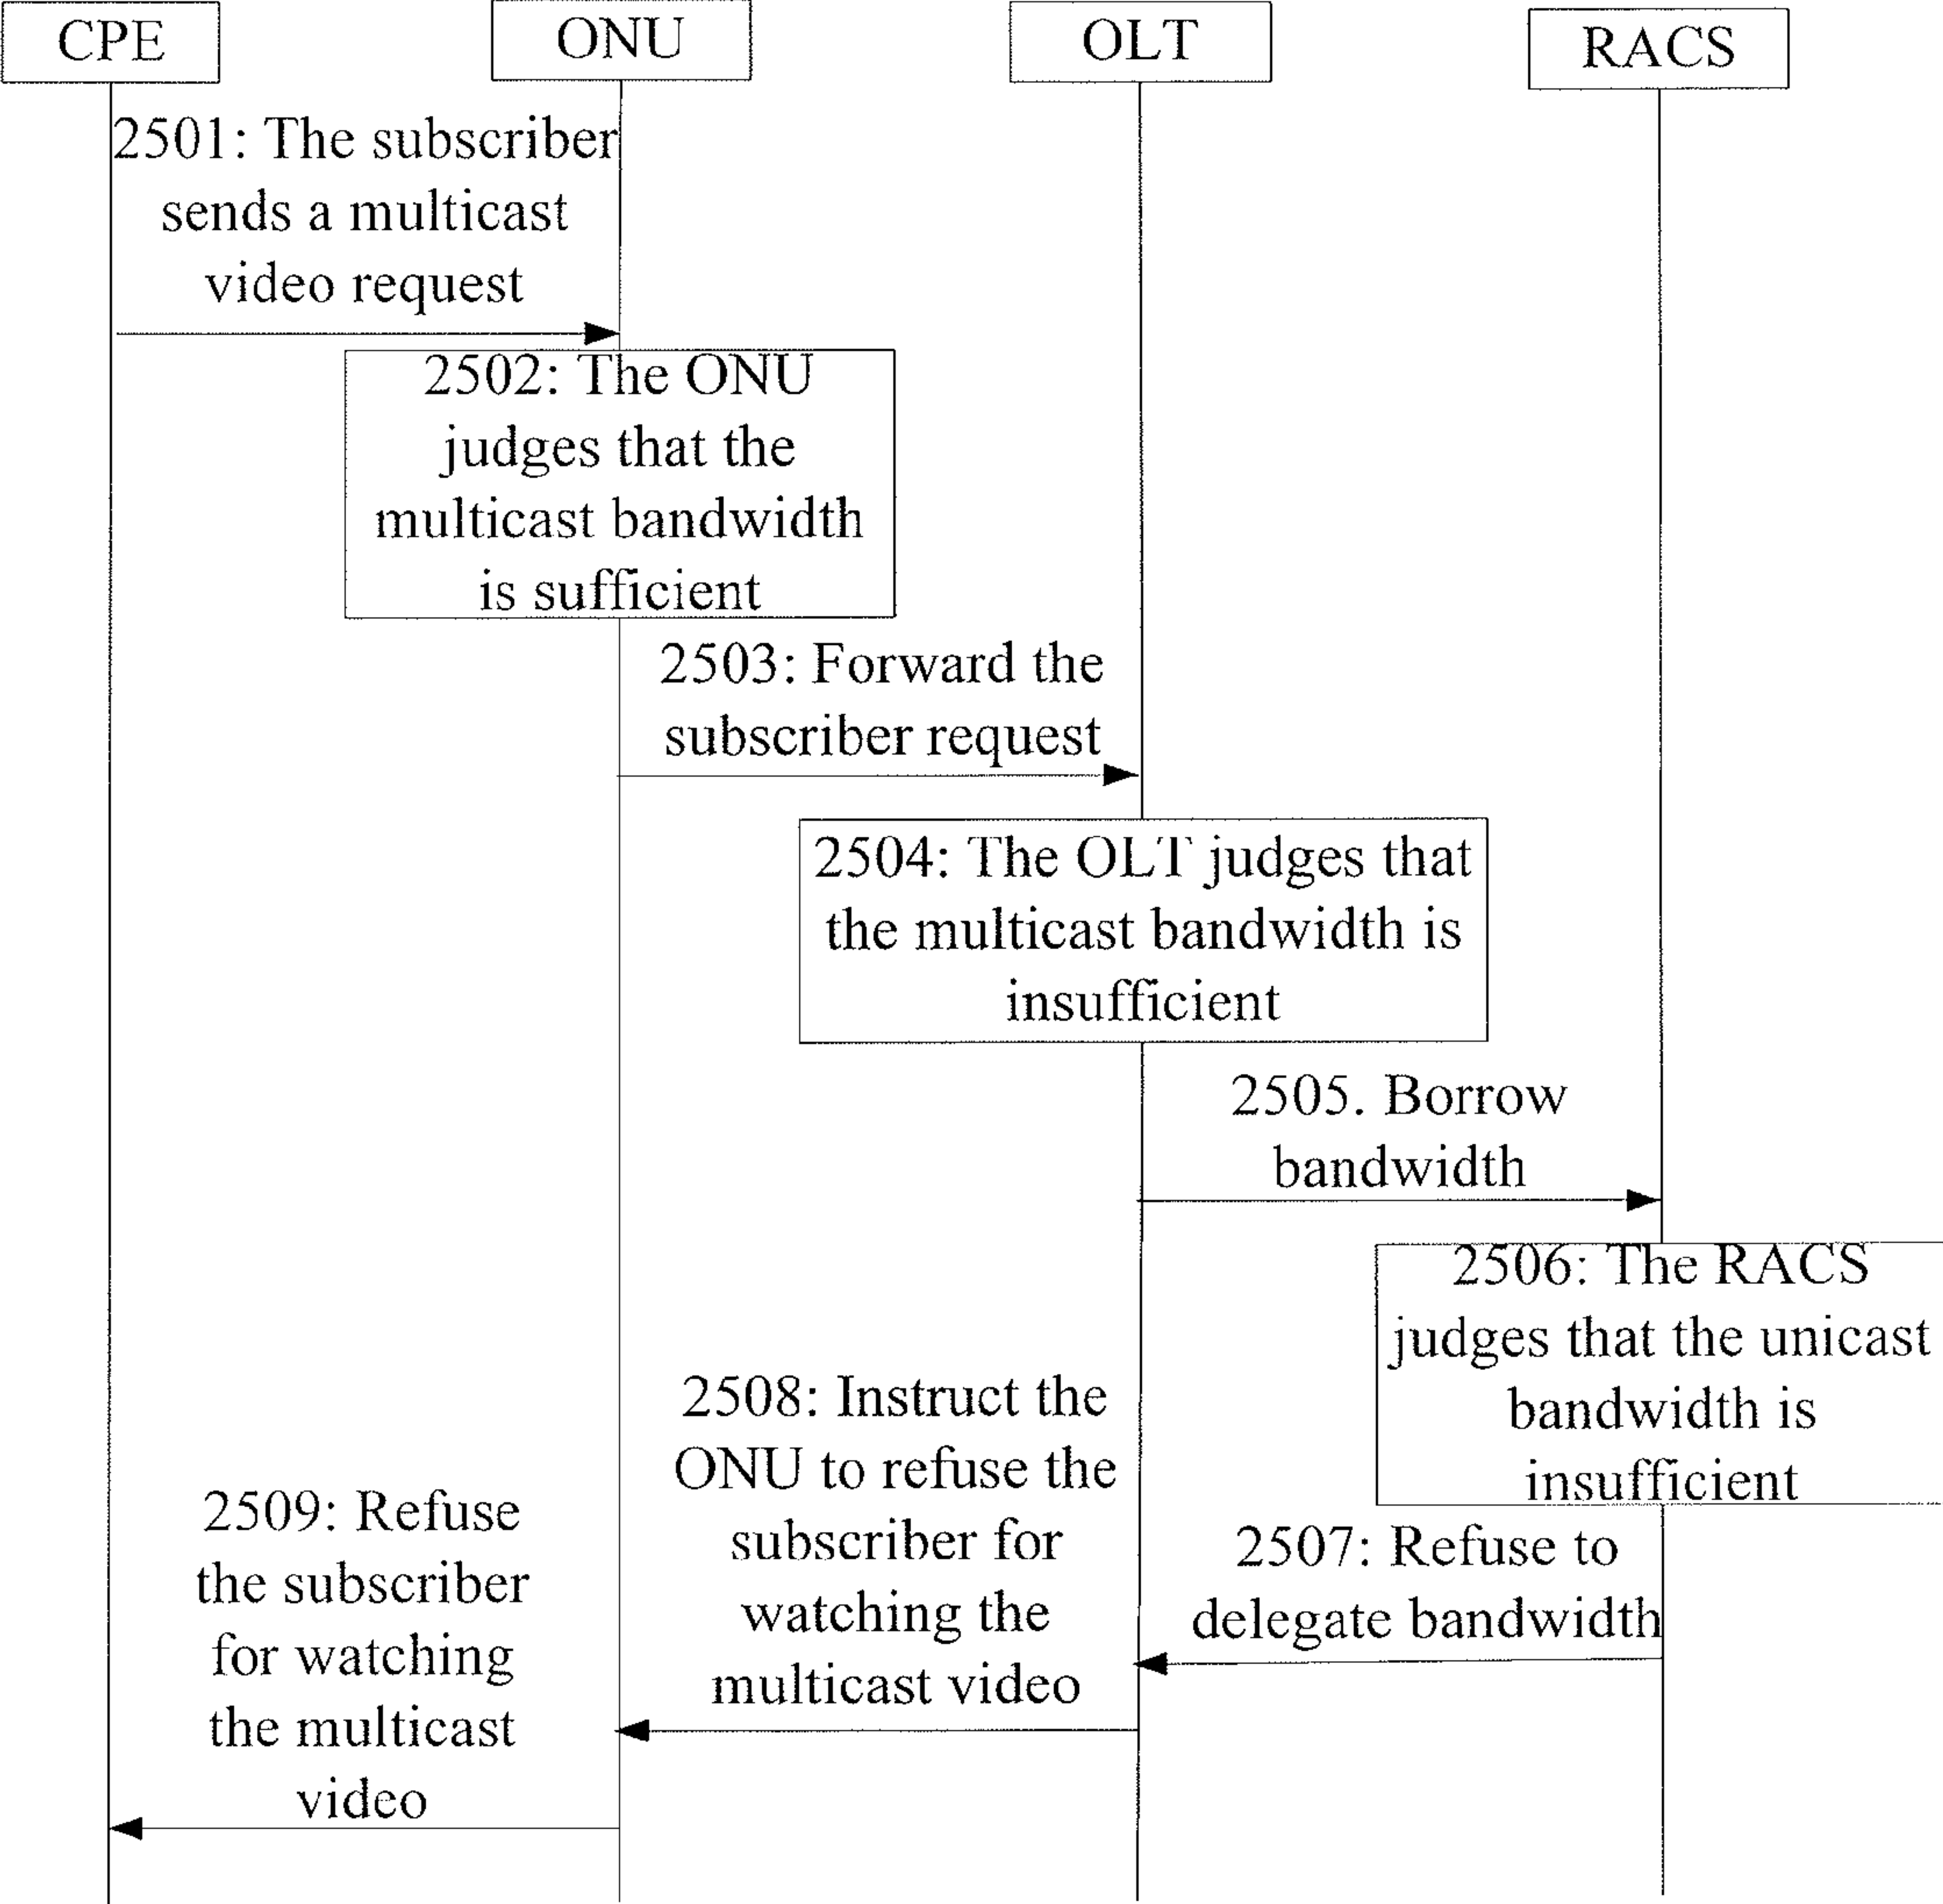 CPE
ONU
OLT
RACS
2501: The subscriber
sends a multicast
video request
2502: The ONU
judges that the
multicast bandwidth
is sufficient
2503: Forward the
subscriber request
2504: The OLT judges that
the multicast bandwidth is
insufficient
2505. Borrow
bandwidth
2506: The RACS
judges that the unicast
bandwidth is
insufficient
2507: Refuse to
delegate bandwidth
2508: Instruct the
ONU to refuse the
subscriber for
watching the
multicast video
2509: Refuse
the subscriber
for watching
the multicast
video